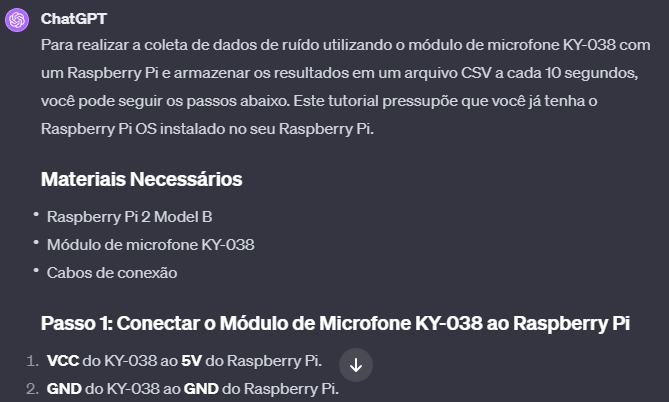 ChatGPT
Para realizar a coleta de dados de ruído utilizando o módulo de microfone KY-038 com
um Raspberry Pi e armazenar os resultados em um arquivo CSV a cada 10 segundos,
você pode seguir os passos abaixo. Este tutorial pressupõe que você já tenha o
Raspberry Pi OS instalado no seu Raspberry Pi.
Materiais Necessários
• Raspberry Pi 2 Model B
• Módulo de microfone KY-038
• Cabos de conexão
Passo 1: Conectar o Módulo de Microfone KY-038 ao Raspberry Pi
1. VCC do KY-038 ao 5V do Raspberry Pi.
2. GND do KY-038 ao GND do Raspberry Pi.